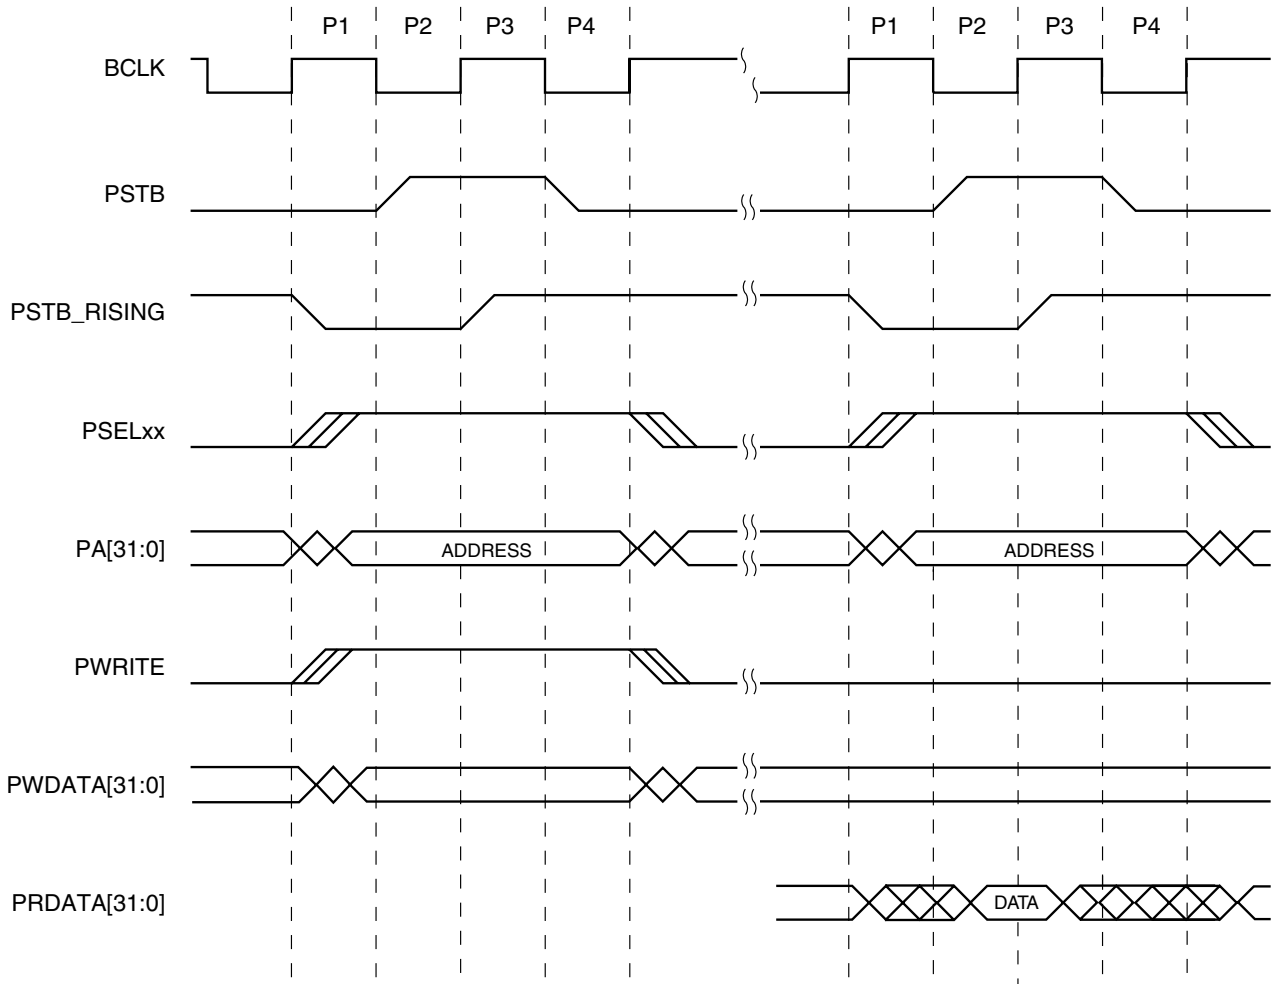 P1 P2 P3 P4 P1 P2 P3 P4
BCLK
PSTB
PSTB_RISING
PSELxx
PA[31:0] ADDRESS ADDRESS
PWRITE
PWDATA[31:0]
PRDATA[31:0] DATA